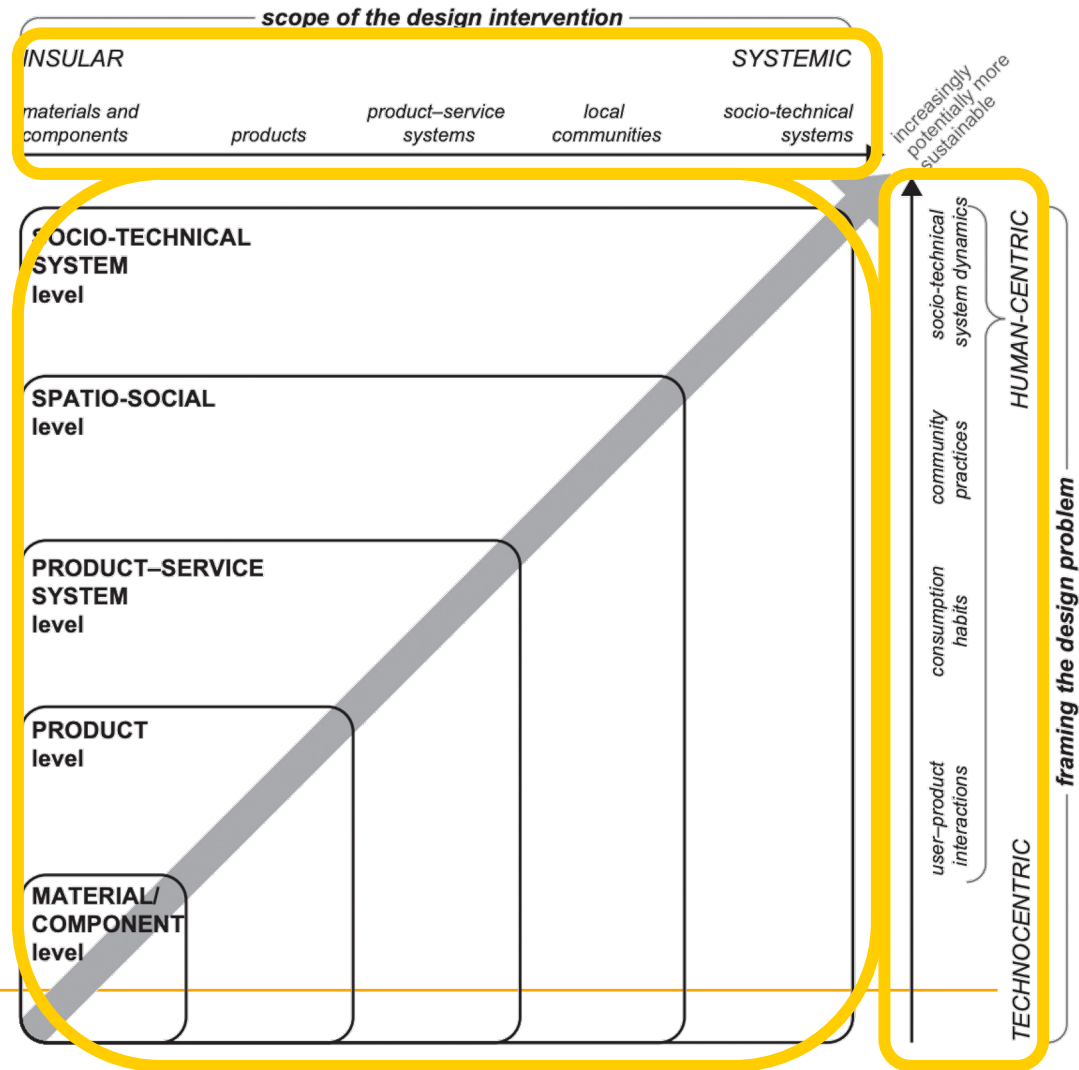 scope of the design intervention
INSULAR
SYSTEMIC
materials and
components
products
product–service
systems
local
communities
socio-technical
systems
increasingly
potentially more
sustainable
SOCIO-TECHNICAL
SYSTEM
level
SPATIO-SOCIAL
level
PRODUCT–SERVICE
SYSTEM
level
PRODUCT
level
MATERIAL/
COMPONENT
level
socio-technical
system dynamics
community
practices
consumption
habits
user–product
interactions
HUMAN-CENTRIC
TECHNOCENTRIC
framing the design problem